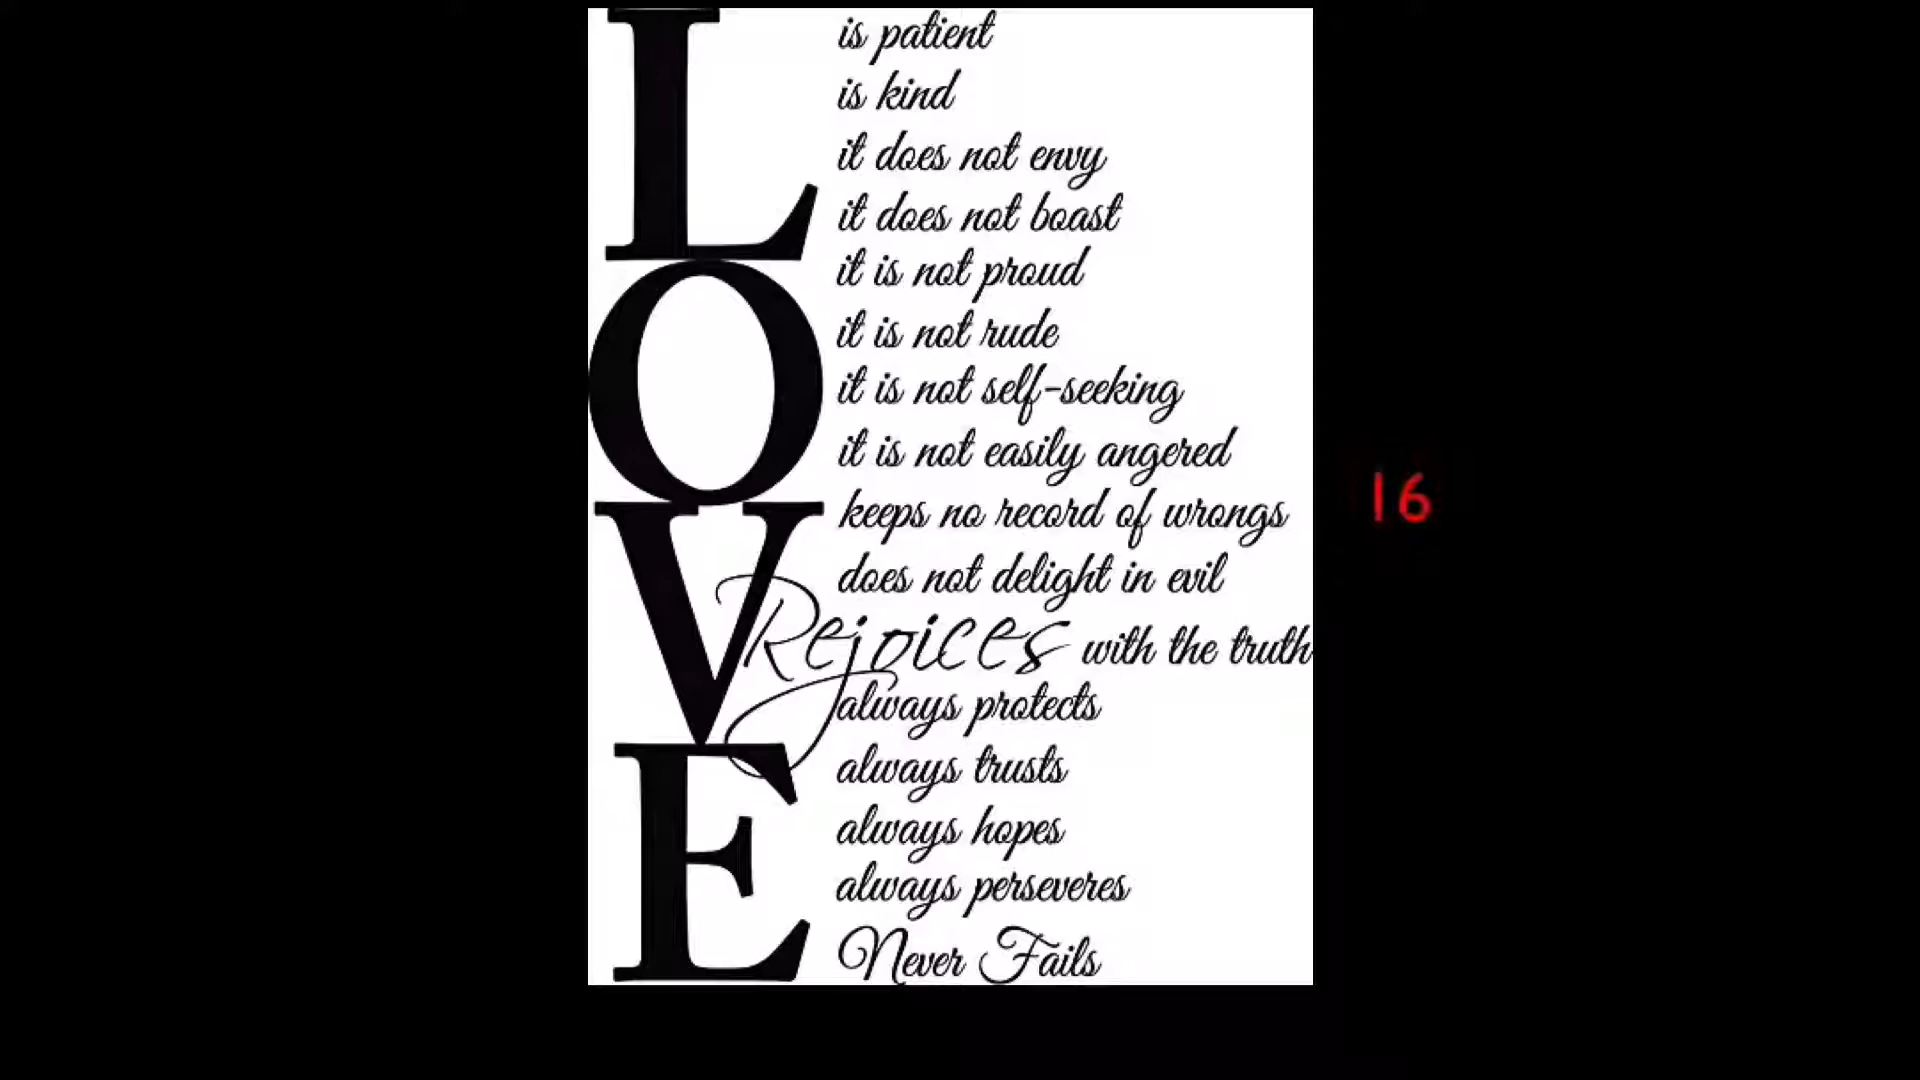 LOVE
is patient
is kind
it does not envy
it does not boast
it is not proud
it is not rude
it is not self-seeking
it is not easily angered
keeps no record of wrongs
does not delight in evil
Rejoices with the truth
always protects
always trusts
always hopes
always perseveres
Never Fails
16